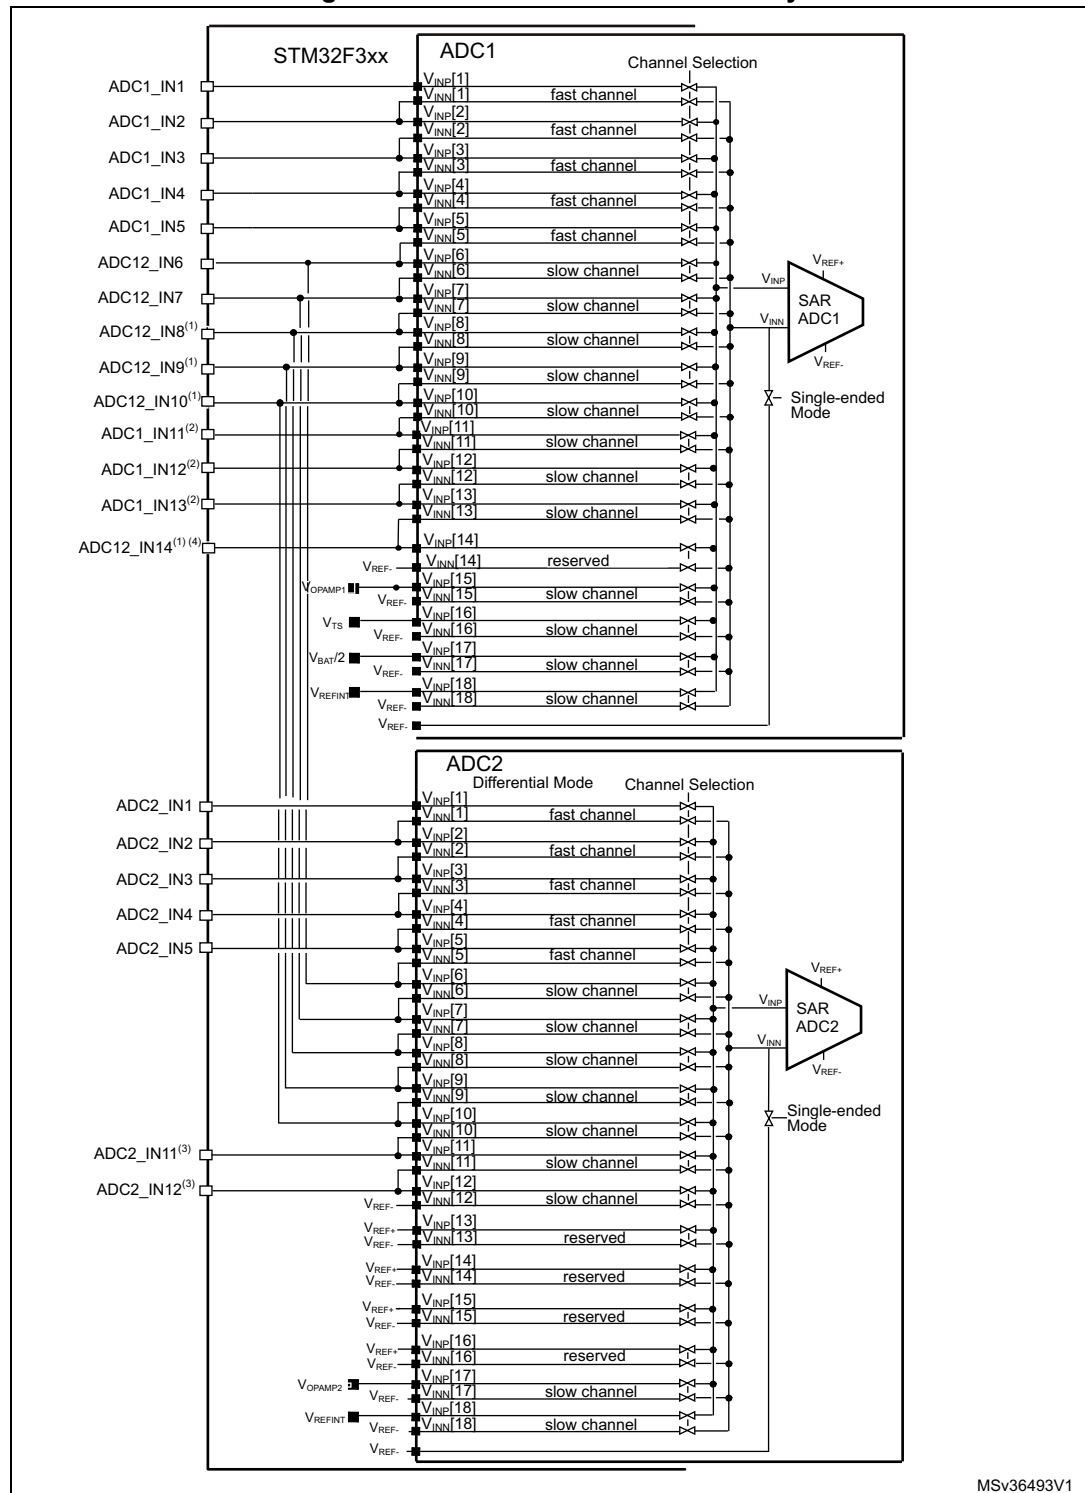 STM32F3xx
ADC1
Channel Selection
ADC1_IN1
VINP[1]
VINN[1] fast channel
ADC1_IN2
VINP[2]
VINN[2] fast channel
ADC1_IN3
VINP[3]
VINN[3] fast channel
ADC1_IN4
VINP[4]
VINN[4] fast channel
ADC1_IN5
VINP[5]
VINN[5] fast channel
ADC12_IN6
VINP[6]
VINN[6] slow channel
ADC12_IN7
VINP[7]
VINN[7] slow channel
ADC12_IN8(1)
VINP[8]
VINN[8] slow channel
ADC12_IN9(1)
VINP[9]
VINN[9] slow channel
ADC12_IN10(1)
VINP[10]
VINN[10] slow channel
ADC1_IN11(2)
VINP[11]
VINN[11] slow channel
ADC1_IN12(2)
VINP[12]
VINN[12] slow channel
ADC1_IN13(2)
VINP[13]
VINN[13] slow channel
ADC12_IN14(1) (4)
VINP[14]
VREF- VINN[14] reserved
VOPAMP1 VINP[15]
VREF- VINN[15] slow channel
VTS VINP[16]
VREF- VINN[16] slow channel
VBAT/2 VINP[17]
VREF- VINN[17] slow channel
VREFINT VINP[18]
VREF- VINN[18] slow channel
VREF-
VREF+
VINP
SAR
ADC1
VINN
VREF-
Single-ended
Mode
ADC2
Differential Mode
Channel Selection
ADC2_IN1
VINP[1]
VINN[1] fast channel
ADC2_IN2
VINP[2]
VINN[2] fast channel
ADC2_IN3
VINP[3]
VINN[3] fast channel
ADC2_IN4
VINP[4]
VINN[4] fast channel
ADC2_IN5
VINP[5]
VINN[5] fast channel
VINP[6]
VINN[6] slow channel
VINP[7]
VINN[7] slow channel
VINP[8]
VINN[8] slow channel
VINP[9]
VINN[9] slow channel
VINP[10]
VINN[10] slow channel
ADC2_IN11(3)
VINP[11]
VINN[11] slow channel
ADC2_IN12(3)
VINP[12]
VREF- VINN[12] slow channel
VREF+ VINP[13]
VREF- VINN[13] reserved
VREF+ VINP[14]
VREF- VINN[14] reserved
VREF+ VINP[15]
VREF- VINN[15] reserved
VREF+ VINP[16]
VREF- VINN[16] reserved
VOPAMP2 VINP[17]
VREF- VINN[17] slow channel
VREFINT VINP[18]
VREF- VINN[18] slow channel
VREF-
VREF+
VINP
SAR
ADC2
VINN
VREF-
Single-ended
Mode
MSv36493V1